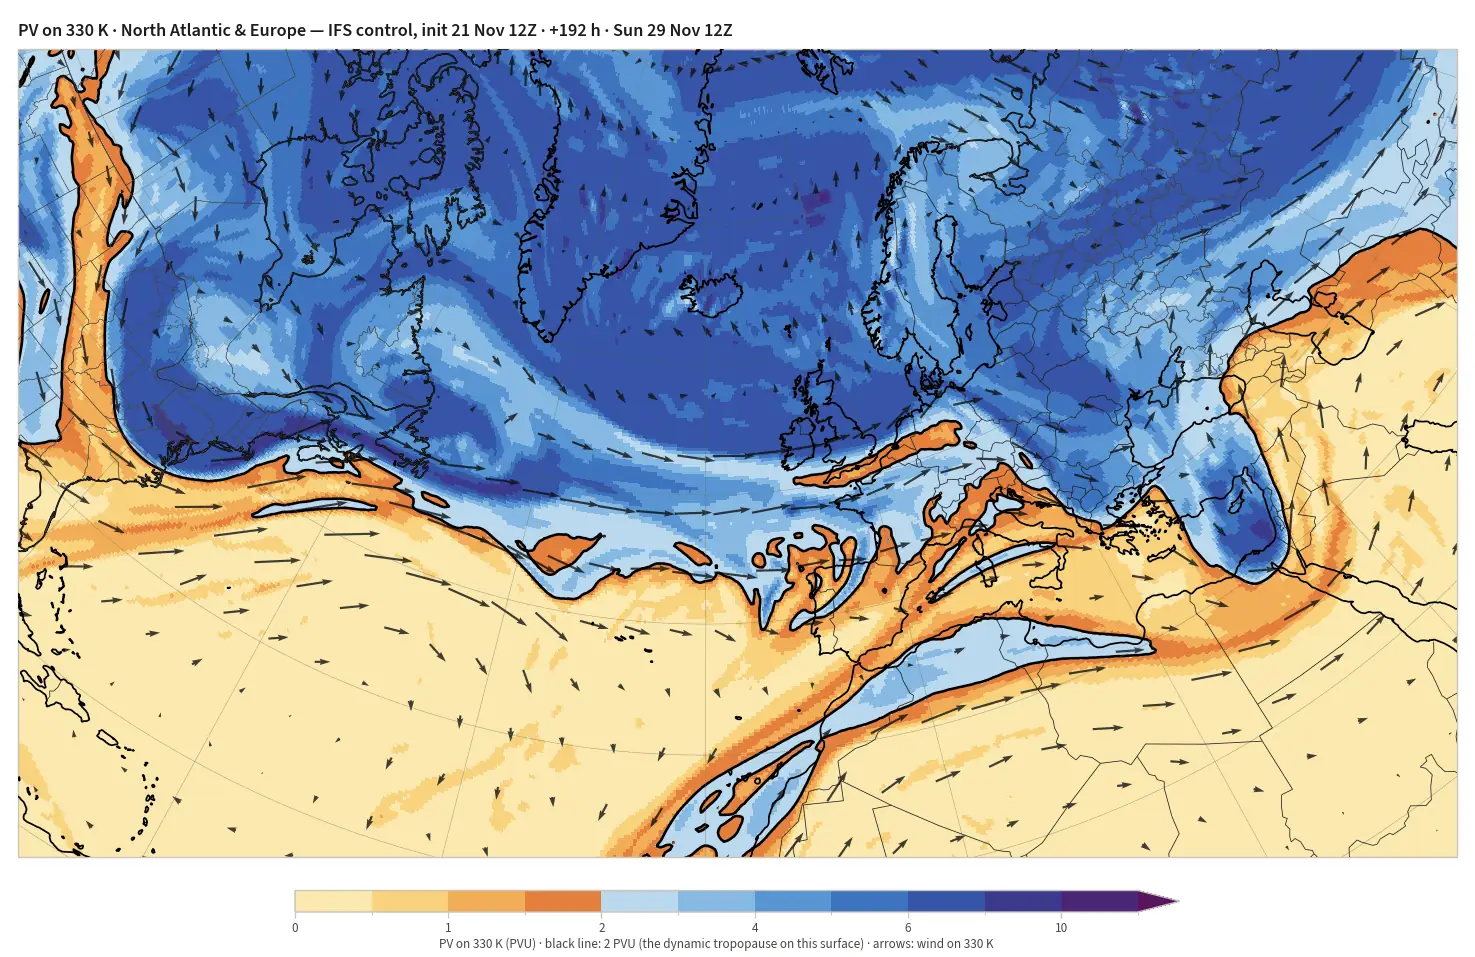 PV on 330 K · North Atlantic & Europe — IFS control, init 21 Nov 12Z · +192 h · Sun 29 Nov 12Z
0 1 2 4 6 10
PV on 330 K (PVU) · black line: 2 PVU (the dynamic tropopause on this surface) · arrows: wind on 330 K